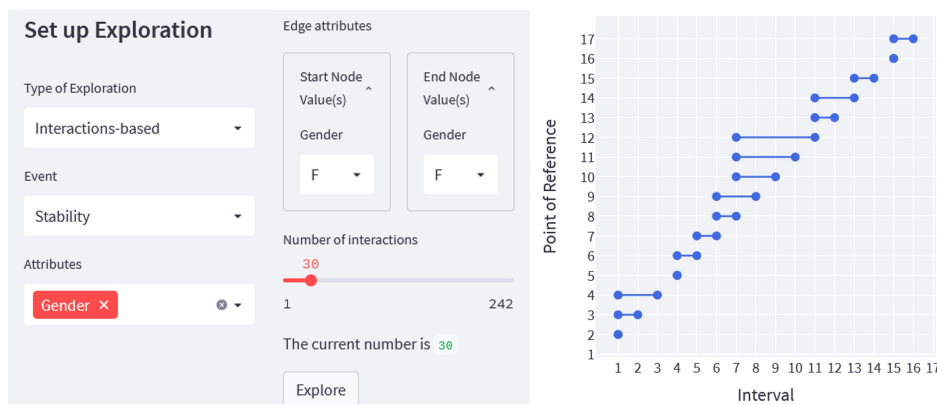 Set up Exploration
Type of Exploration
Interactions-based
Event
Stability
Attributes
Gender ×
Edge attributes
Start Node
Value(s)
Gender
F
End Node
Value(s)
Gender
F
Number of interactions
30
1 242
The current number is 30
Explore
Point of Reference
17
16
15
14
13
12
11
10
9
8
7
6
5
4
3
2
1
1 2 3 4 5 6 7 8 9 10 11 12 13 14 15 16 17
Interval